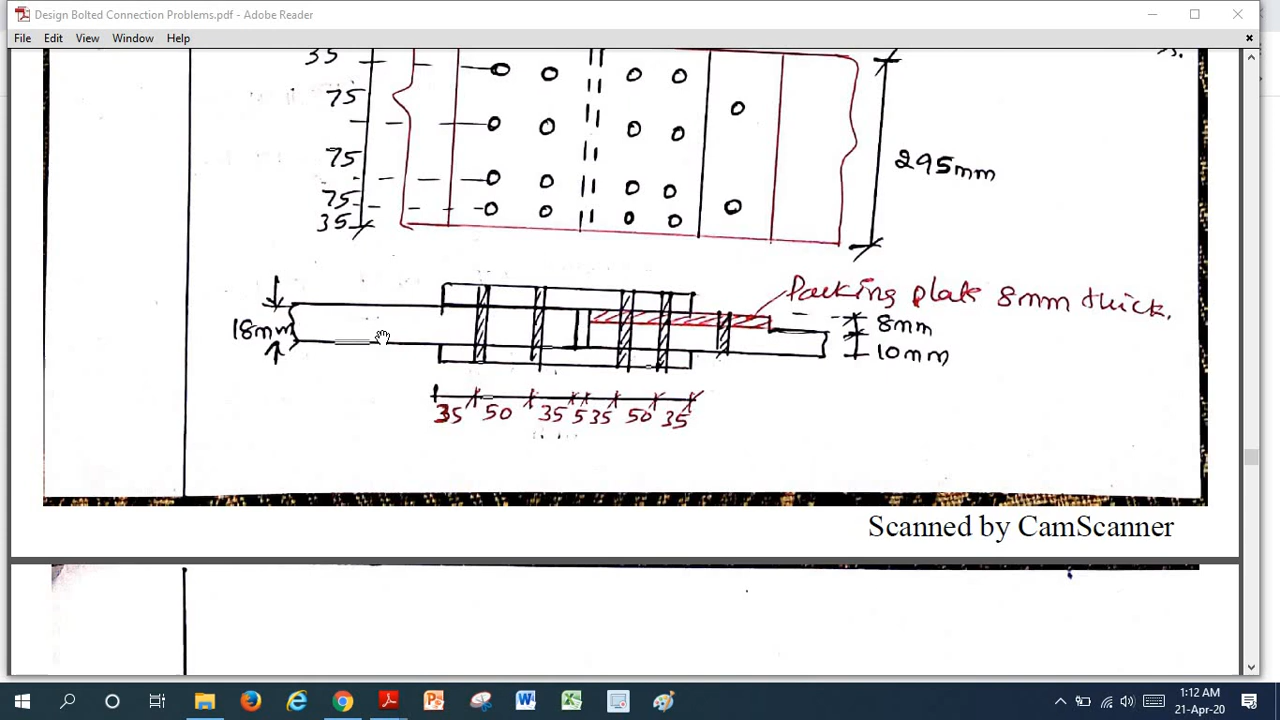 Design Bolted Connection Problems.pdf - Adobe Reader
File Edit View Window Help
35
75
75
75
35
295mm
Packing plate 8mm thick.
18mm
8mm
10mm
35 50 35 5 35 50 35
Scanned by CamScanner
1:12 AM
21-Apr-20